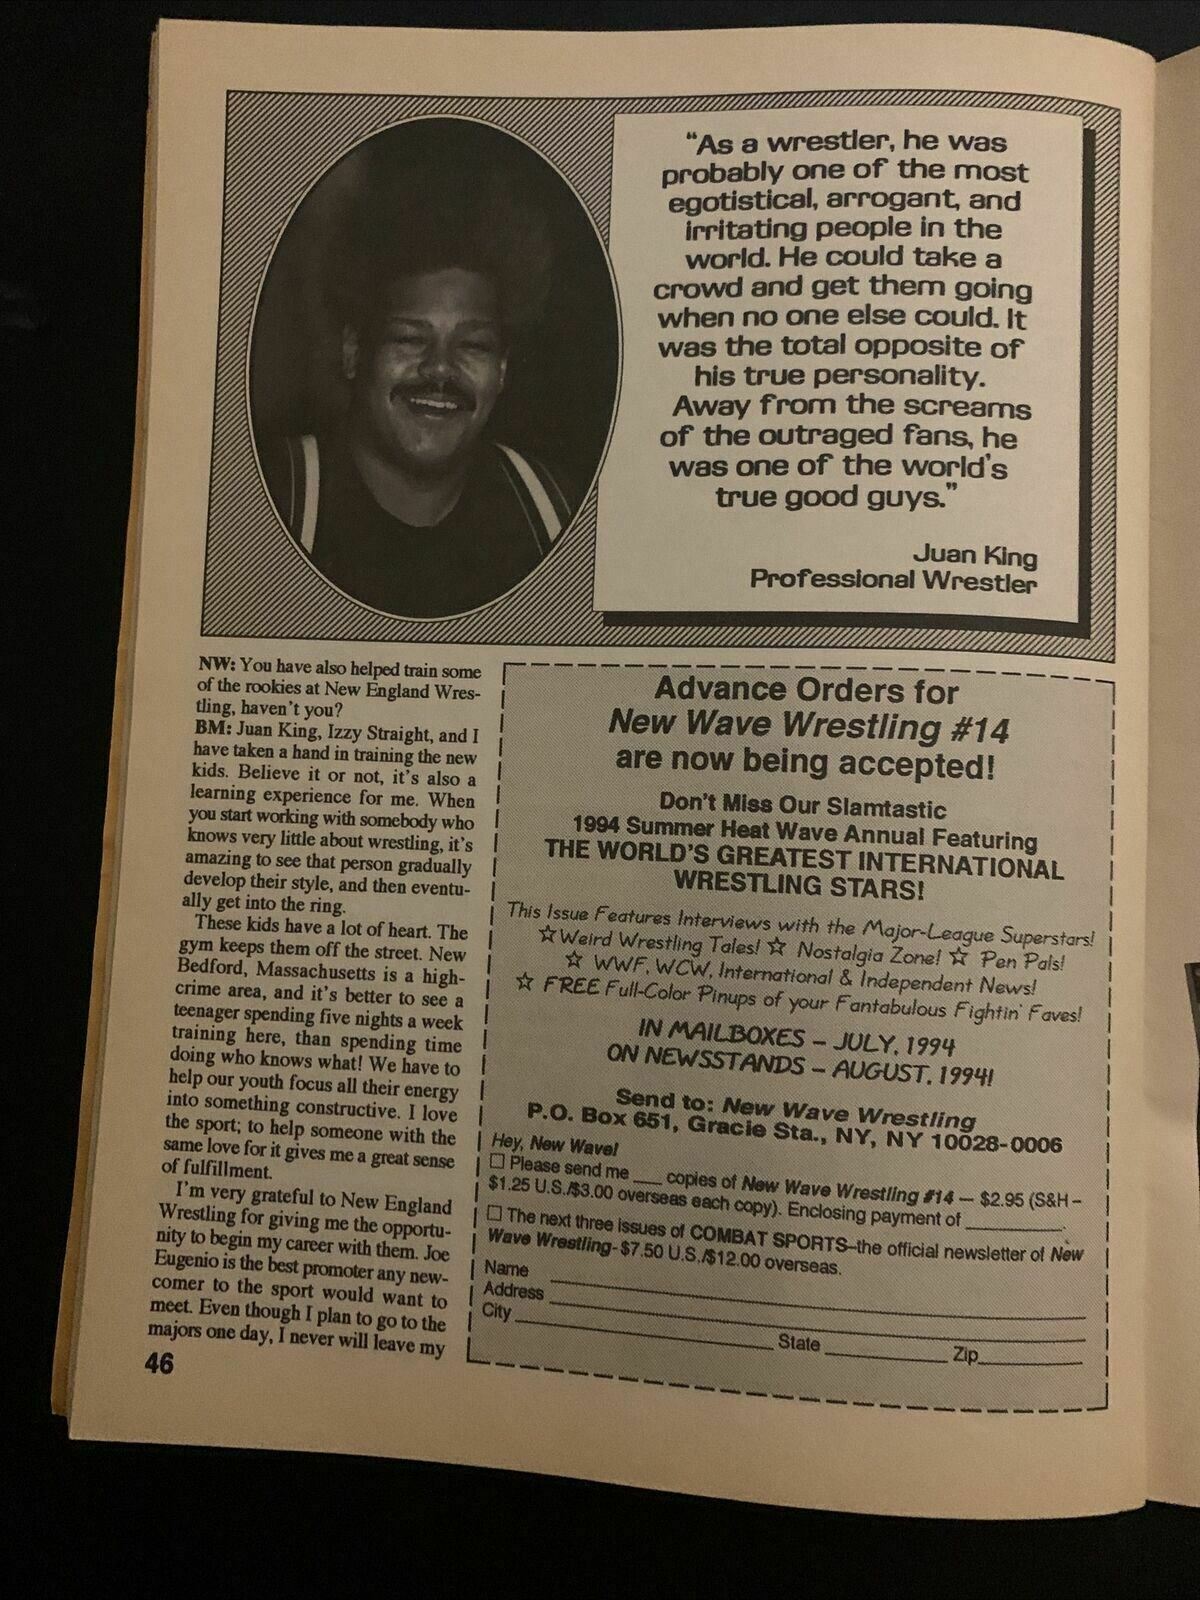 "As a wrestler, he was
probably one of the most
egotistical, arrogant, and
irritating people in the
world. He could take a
crowd and get them going
when no one else could. It
was the total opposite of
his true personality.
Away from the screams
of the outraged fans, he
was one of the world's
true good guys."
Juan King
Professional Wrestler
NW: You have also helped train some
of the rookies at New England Wres-
tling, haven't you?
BM: Juan King, Izzy Straight, and I
have taken a hand in training the new
kids. Believe it or not, it's also a
learning experience for me. When
you start working with somebody who
knows very little about wrestling, it's
amazing to see that person gradually
develop their style, and then eventu-
ally get into the ring.
These kids have a lot of heart. The
gym keeps them off the street. New
Bedford, Massachusetts is a high-
crime area, and it's better to see a
teenager spending five nights a week
training here, than spending time
doing who knows what! We have to
help our youth focus all their energy
into something constructive. I love
the sport; to help someone with the
same love for it gives me a great sense
of fulfillment.
I'm very grateful to New England
Wrestling for giving me the opportu-
nity to begin my career with them. Joe
Eugenio is the best promoter any new-
comer to the sport would want to
meet. Even though I plan to go to the
majors one day, I never will leave my
46
Advance Orders for
New Wave Wrestling #14
are now being accepted!
Don't Miss Our Slamtastic
1994 Summer Heat Wave Annual Featuring
THE WORLD'S GREATEST INTERNATIONAL
WRESTLING STARS!
This Issue Features Interviews with the Major-League Superstars!
☆Weird Wrestling Tales! ☆ Nostalgia Zone! ☆ Pen Pals!
☆ WWF, WCW, International & Independent News!
☆ FREE Full-Color Pinups of your Fantabulous Fightin' Faves!
IN MAILBOXES – JULY, 1994
ON NEWSSTANDS – AUGUST, 1994!
Send to: New Wave Wrestling
P.O. Box 651, Gracie Sta., NY, NY 10028-0006
Hey, New Wave!
☐ Please send me ___ copies of New Wave Wrestling #14 — $2.95 (S&H –
$1.25 U.S./$3.00 overseas each copy). Enclosing payment of ________.
☐ The next three issues of COMBAT SPORTS–the official newsletter of New
Wave Wrestling- $7.50 U.S./$12.00 overseas.
Name
Address
City State Zip